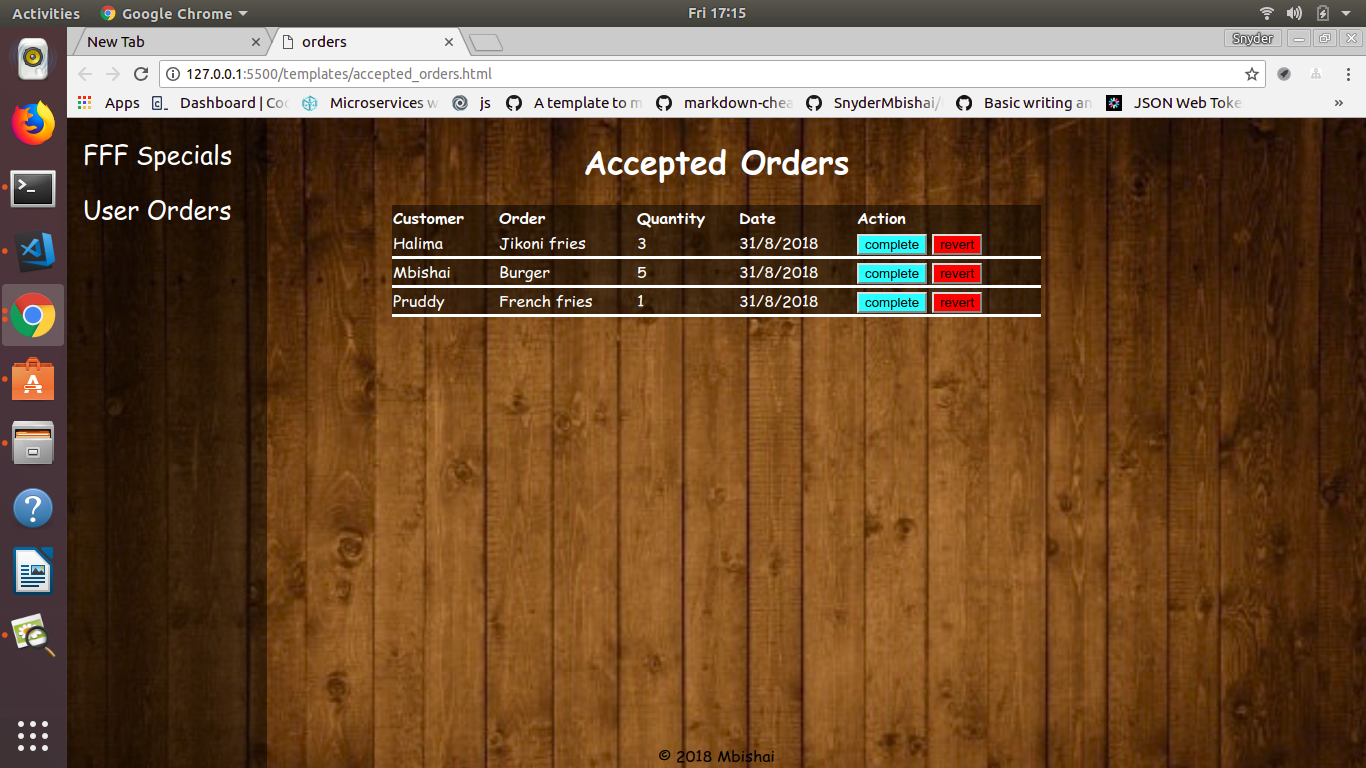 Activities Google Chrome Fri 17:15
New Tab orders Snyder
127.0.0.1:5500/templates/accepted_orders.html
Apps Dashboard | Co Microservices w js A template to m markdown-chea SnyderMbishai/ Basic writing an JSON Web Toke »
FFF Specials
User Orders
Accepted Orders
Customer Order Quantity Date Action
Halima Jikoni fries 3 31/8/2018 complete revert
Mbishai Burger 5 31/8/2018 complete revert
Pruddy French fries 1 31/8/2018 complete revert
© 2018 Mbishai